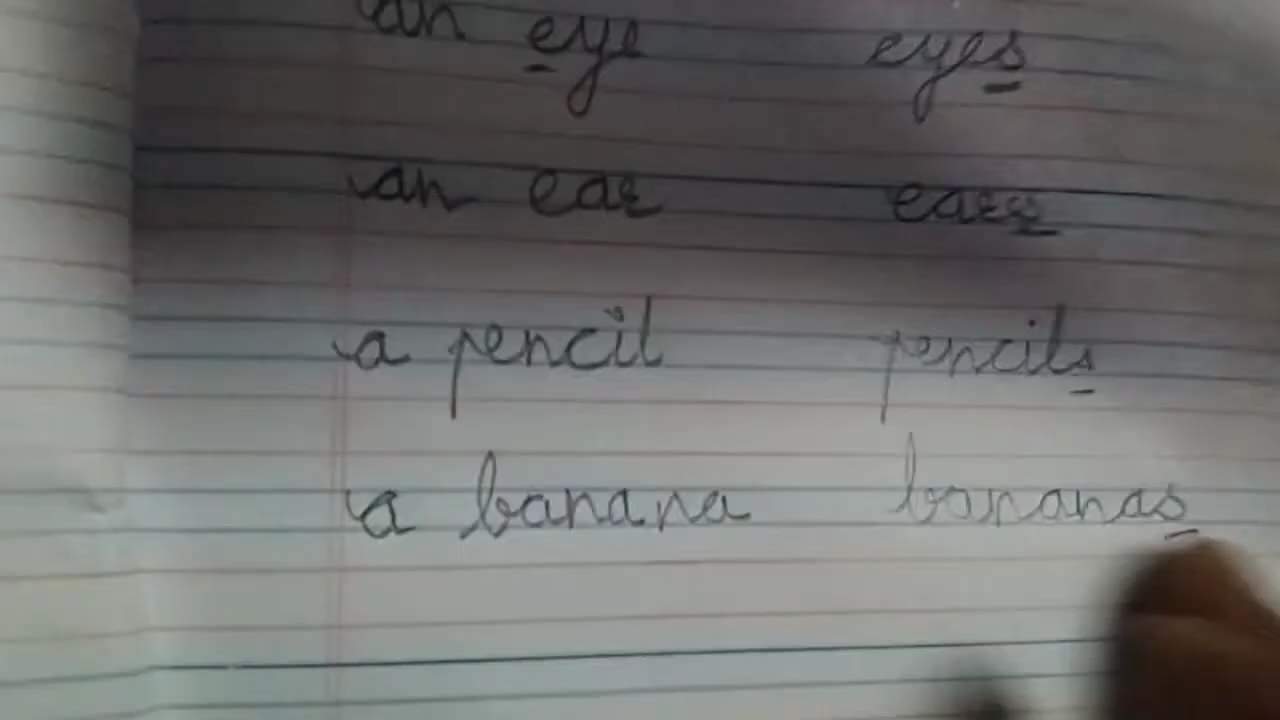 an eye eyes
an ear ears
a pencil pencils
a banana bananas